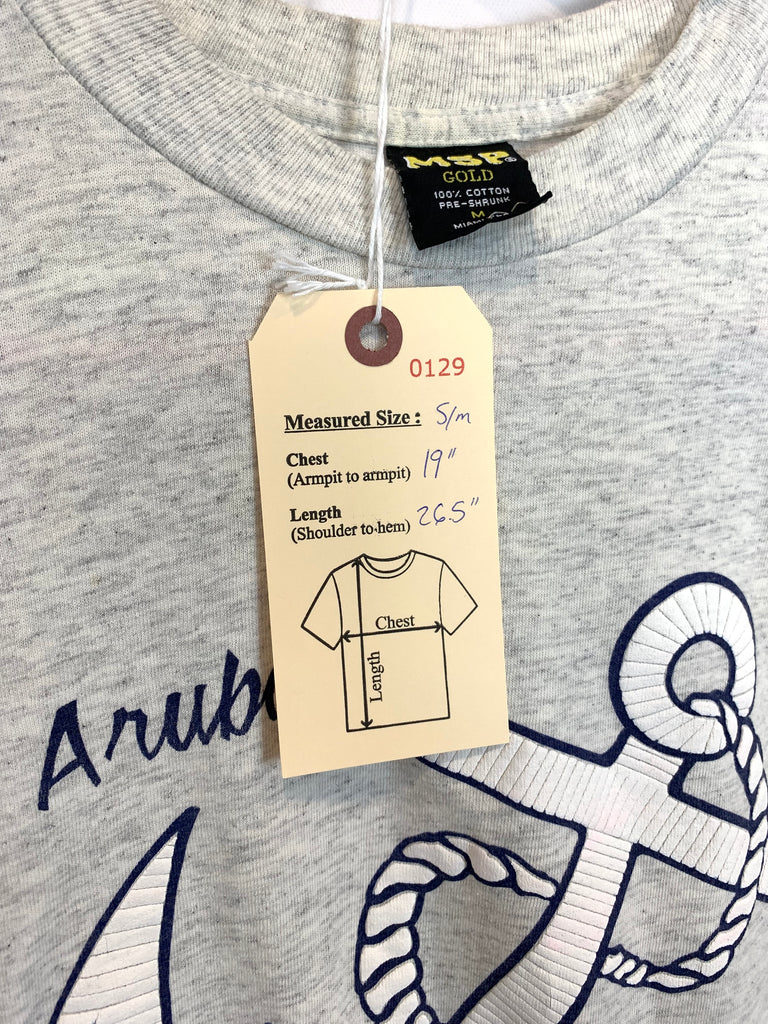 MSP®
GOLD
100% COTTON
PRE-SHRUNK
M
0129
Measured Size : S/m
Chest 19"
(Armpit to armpit)
Length 26.5"
(Shoulder to hem)
Chest
Length
Arub